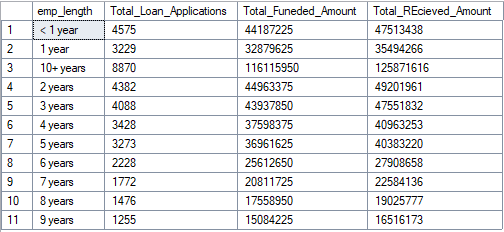 emp_length Total_Loan_Applications Total_Funeded_Amount Total_REcieved_Amount
1 < 1 year 4575 44187225 47513438
2 1 year 3229 32879625 35494266
3 10+ years 8870 116115950 125871616
4 2 years 4382 44963375 49201961
5 3 years 4088 43937850 47551832
6 4 years 3428 37598375 40963253
7 5 years 3273 36961625 40383220
8 6 years 2228 25612650 27908658
9 7 years 1772 20811725 22584136
10 8 years 1476 17558950 19025777
11 9 years 1255 15084225 16516173